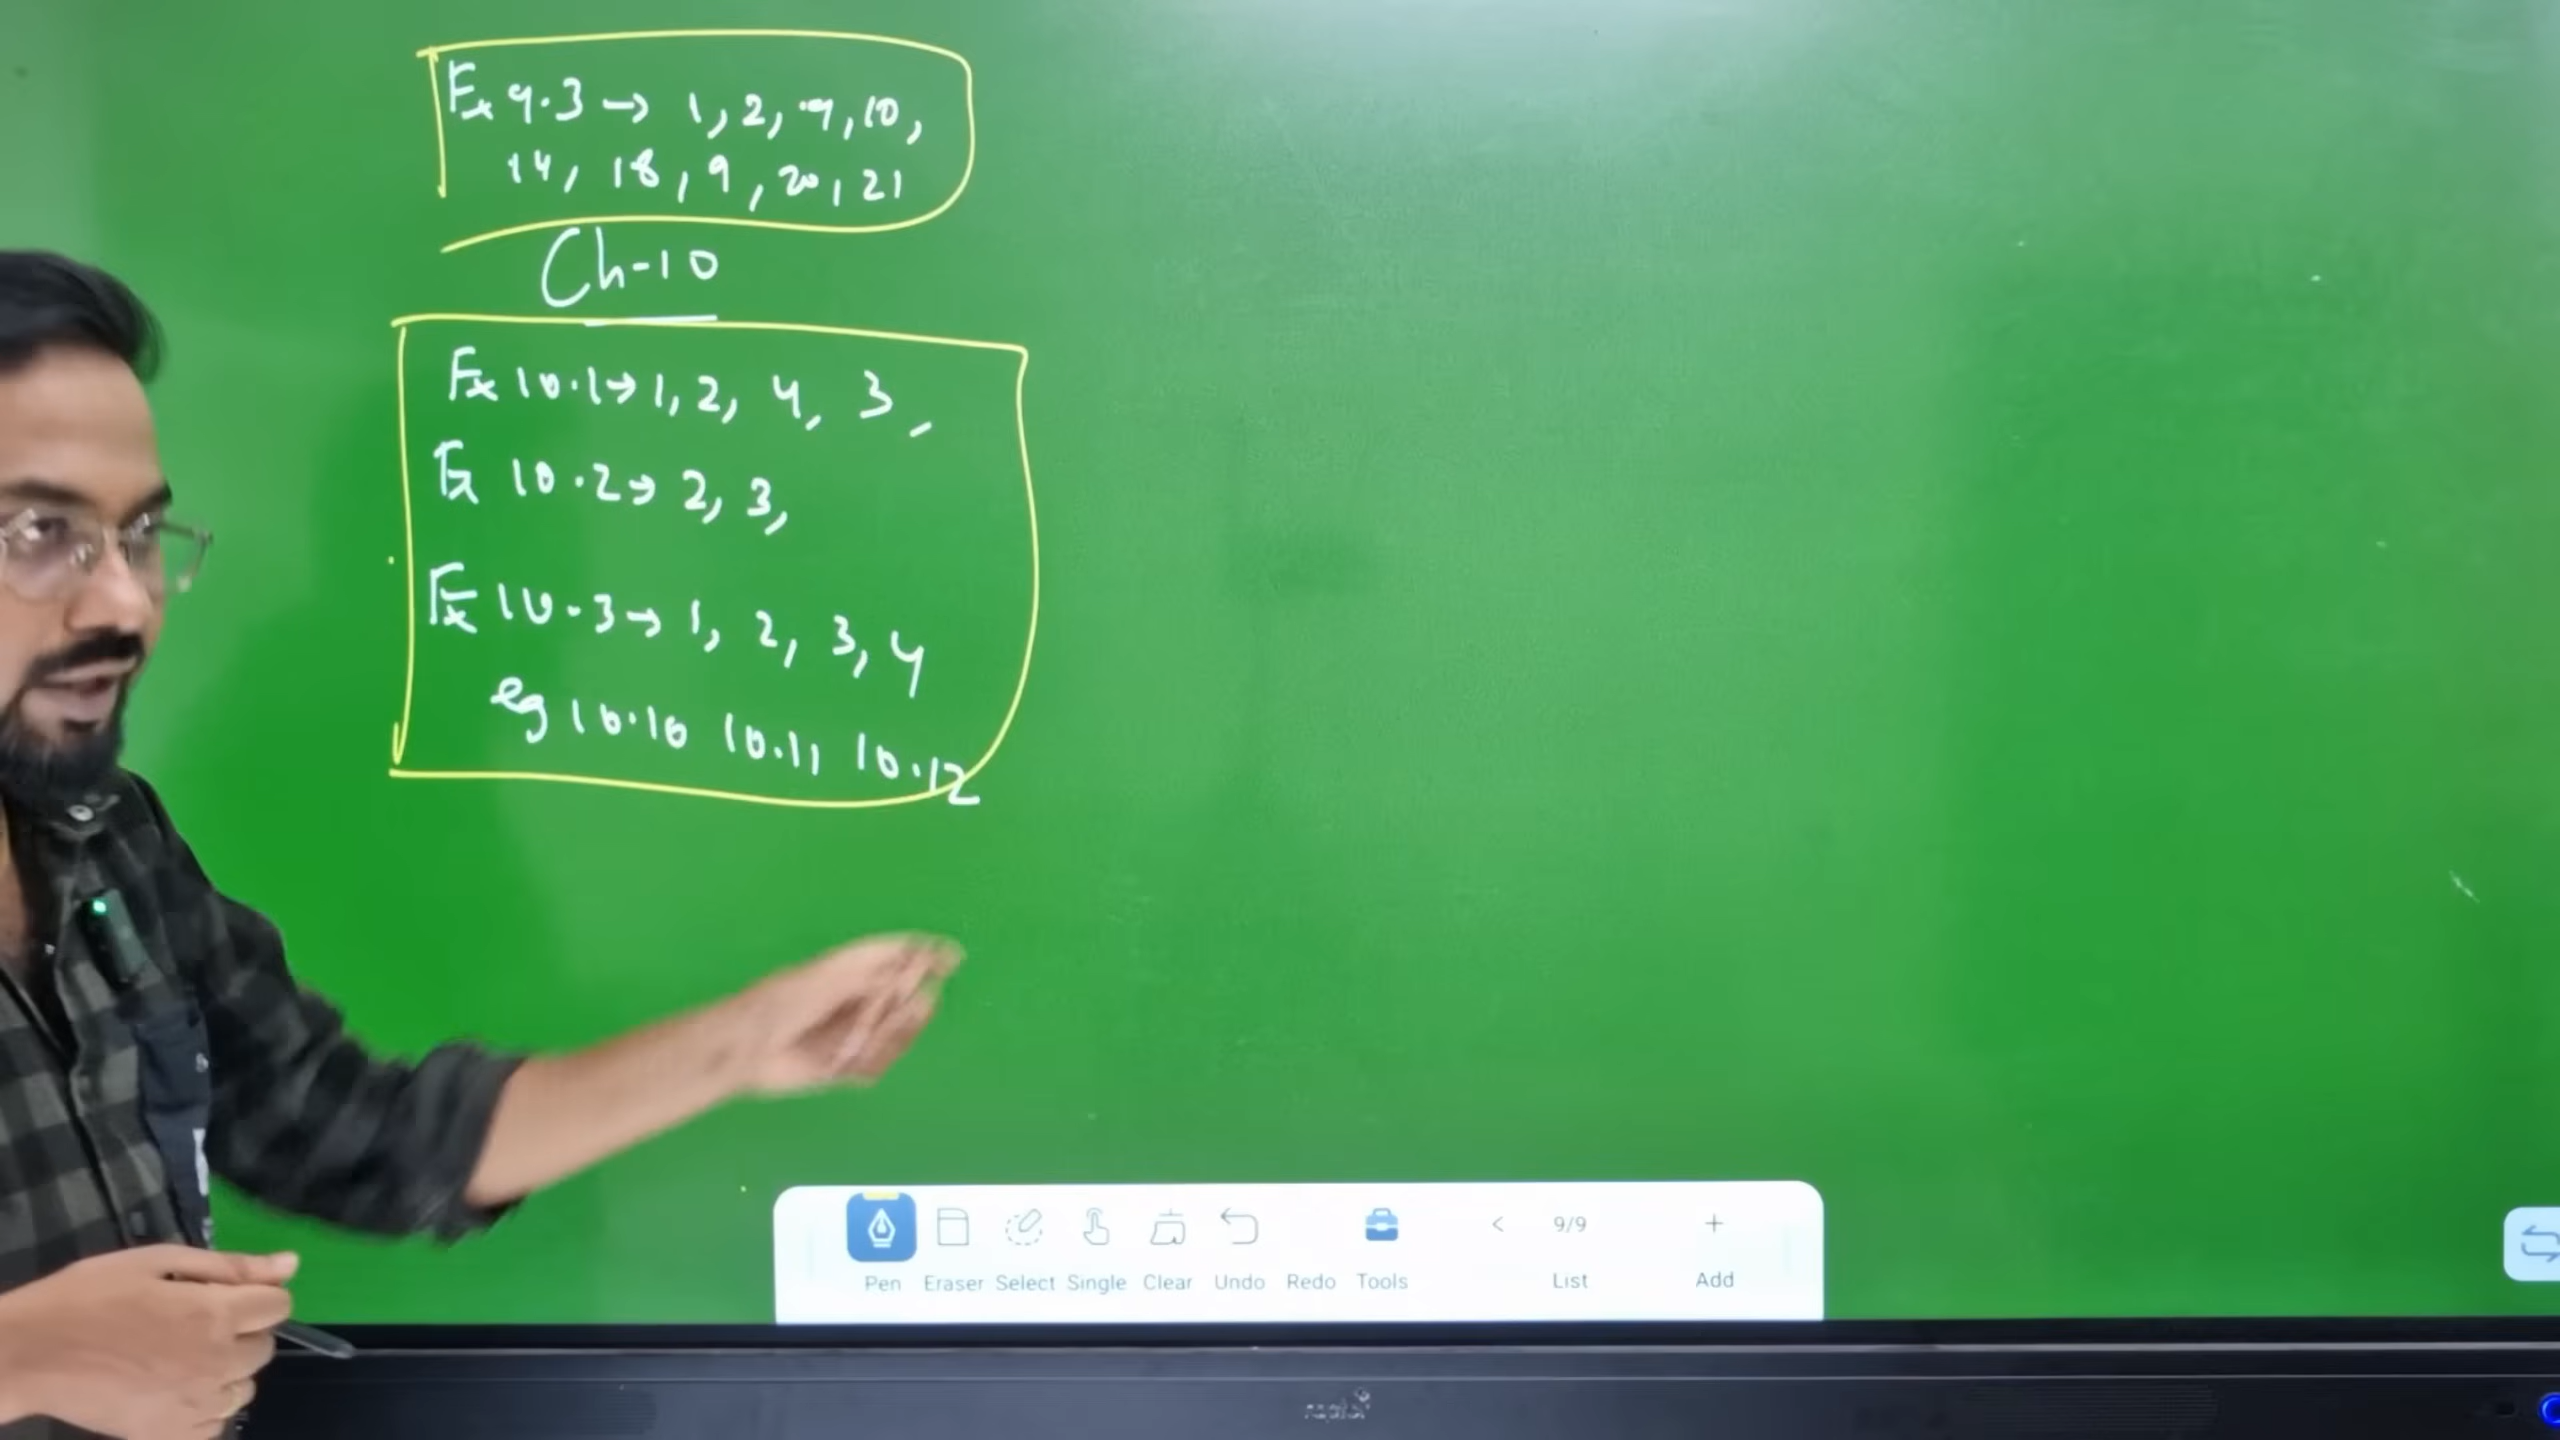 Ex 9.3 → 1, 2, 9, 10,
14, 18, 9, 20, 21
Ch-10
Ex 10.1 → 1, 2, 4, 3,
Ex 10.2 → 2, 3,
Ex 10.3 → 1, 2, 3, 4
eg 10.10 10.11 10.12
< 9/9 +
Pen Eraser Select Single Clear Undo Redo Tools List Add